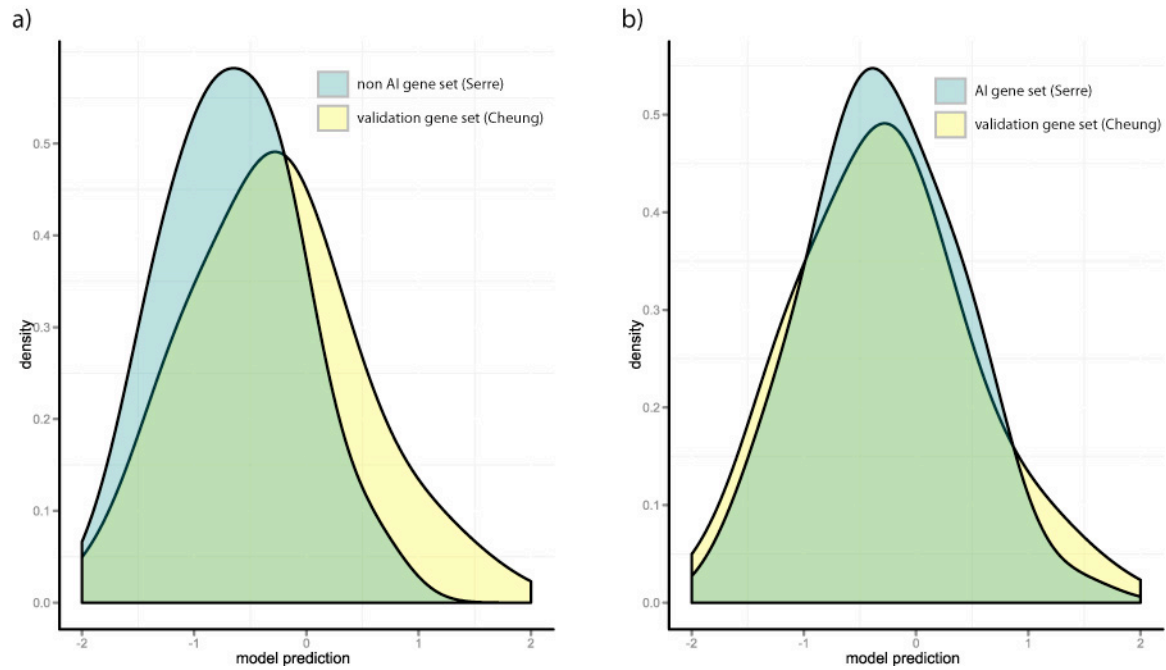 a)
non AI gene set (Serre)
validation gene set (Cheung)
density
0.5
0.4
0.3
0.2
0.1
0.0
-2 -1 0 1 2
model prediction
b)
AI gene set (Serre)
validation gene set (Cheung)
density
0.5
0.4
0.3
0.2
0.1
0.0
-2 -1 0 1 2
model prediction